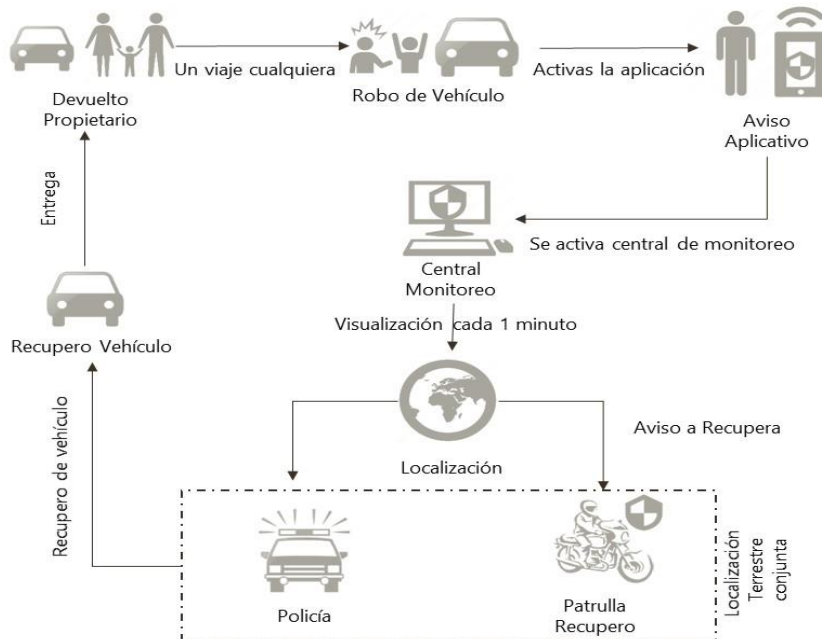 Un viaje cualquiera
Activas la aplicación
Devuelto
Propietario
Robo de Vehículo
Aviso
Aplicativo
Entrega
Se activa central de monitoreo
Central
Monitoreo
Visualización cada 1 minuto
Recupero Vehículo
Aviso a Recupera
Localización
Recupero de vehículo
Localización
Terrestre
conjunta
Policía
Patrulla
Recupero